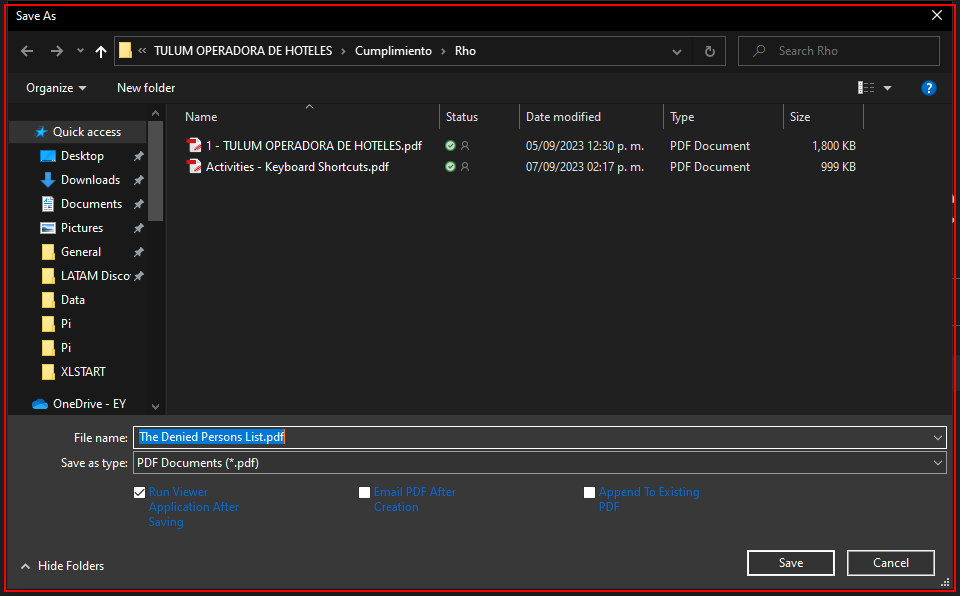 Save As
TULUM OPERADORA DE HOTELES > Cumplimiento > Rho
Search Rho
Organize
New folder
Name Status Date modified Type Size
1 - TULUM OPERADORA DE HOTELES.pdf 05/09/2023 12:30 p. m. PDF Document 1,800 KB
Activities - Keyboard Shortcuts.pdf 07/09/2023 02:17 p. m. PDF Document 999 KB
Quick access
Desktop
Downloads
Documents
Pictures
General
LATAM Disco
Data
Pi
Pi
XLSTART
OneDrive - EY
File name: The Denied Persons List.pdf
Save as type: PDF Documents (*.pdf)
Run Viewer
Application After
Saving
Email PDF After
Creation
Append To Existing
PDF
Hide Folders
Save
Cancel